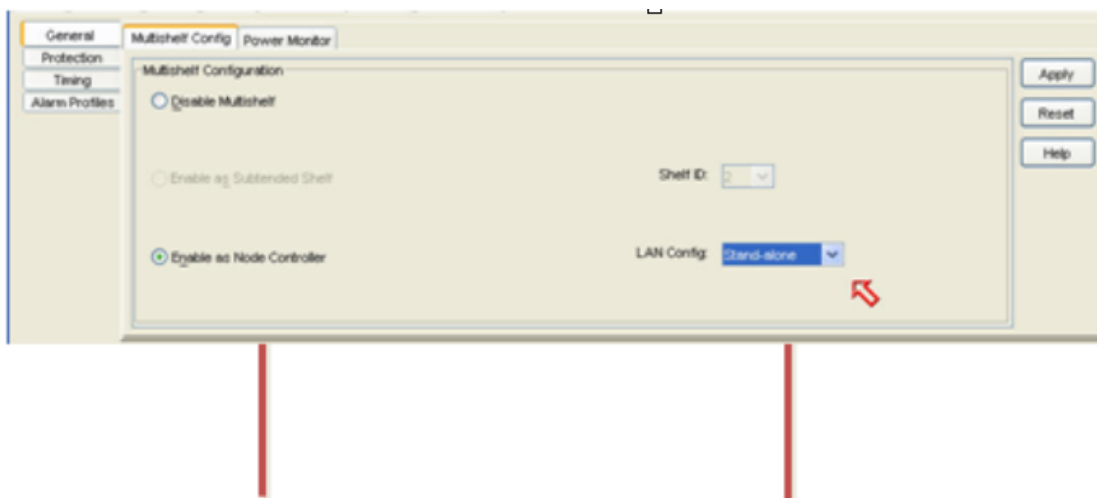 General
Multishelf Config
Power Monitor
Protection
Timing
Alarm Profiles
Multishelf Configuration
Disable Multishelf
Enable as Subtended Shelf
Shelf ID: 2
Enable as Node Controller
LAN Config: Stand-alone
Apply
Reset
Help